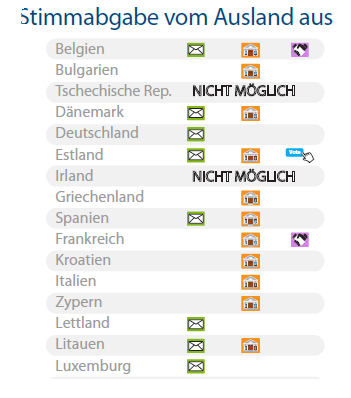 Stimmabgabe vom Ausland aus
Belgien
Bulgarien
Tschechische Rep. NICHT MÖGLICH
Dänemark
Deutschland
Estland Vote
Irland NICHT MÖGLICH
Griechenland
Spanien
Frankreich
Kroatien
Italien
Zypern
Lettland
Litauen
Luxemburg